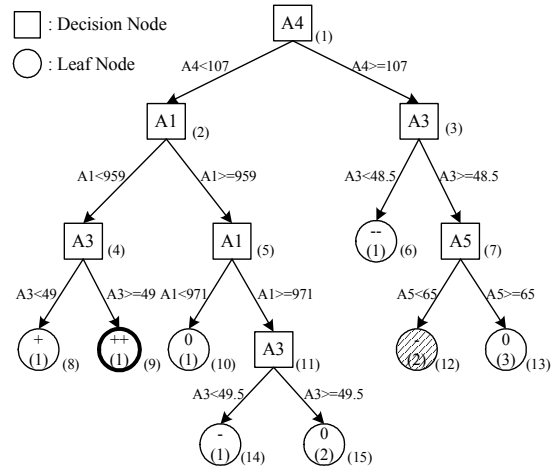 : Decision Node
: Leaf Node
A4
(1)
A4<107
A4>=107
A1
(2)
A3
(3)
A1<959
A1>=959
A3<48.5
A3>=48.5
A3
(4)
A1
(5)
--
(1)
(6)
A5
(7)
A3<49
A3>=49
A1<971
A1>=971
A5<65
A5>=65
+
(1)
(8)
++
(1)
(9)
0
(1)
(10)
A3
(11)
-
(2)
(12)
0
(3)
(13)
A3<49.5
A3>=49.5
-
(1)
(14)
0
(2)
(15)